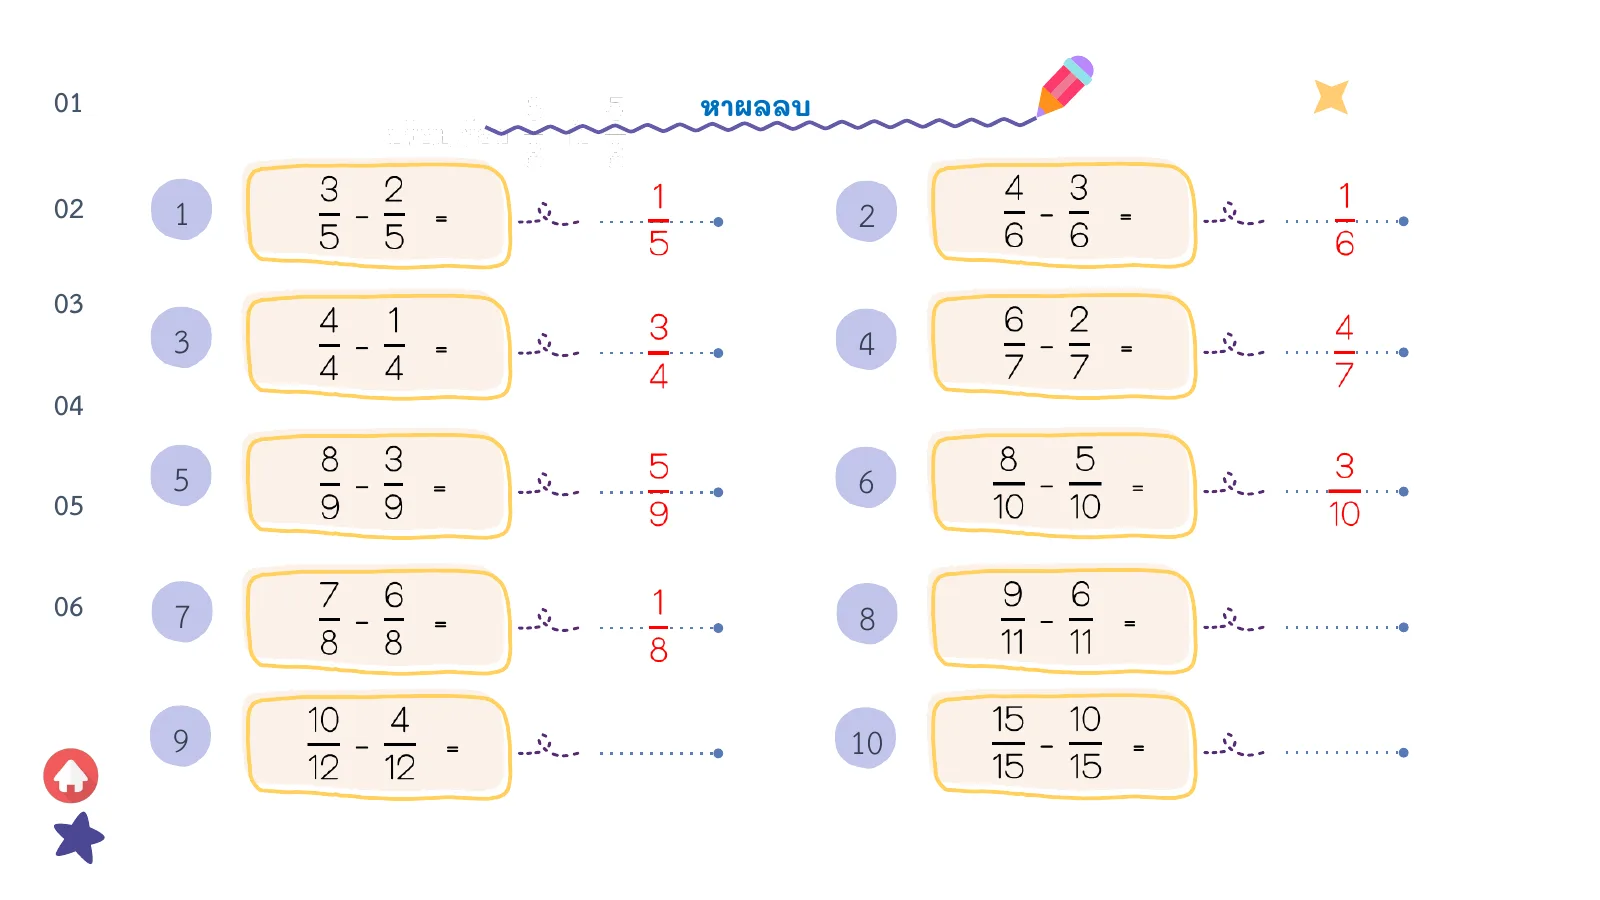 หาผลลบ
01
02
03
04
05
06
1 3/5 - 2/5 = 1/5
2 4/6 - 3/6 = 1/6
3 4/4 - 1/4 = 3/4
4 6/7 - 2/7 = 4/7
5 8/9 - 3/9 = 5/9
6 8/10 - 5/10 = 3/10
7 7/8 - 6/8 = 1/8
8 9/11 - 6/11 =
9 10/12 - 4/12 =
10 15/15 - 10/15 =